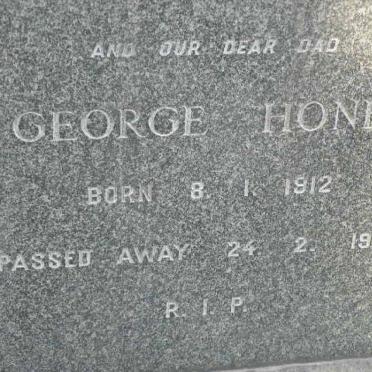 AND OUR DEAR DAD
GEORGE
BORN 8. 1. 1912
PASSED AWAY 24 2.
R. I. P.